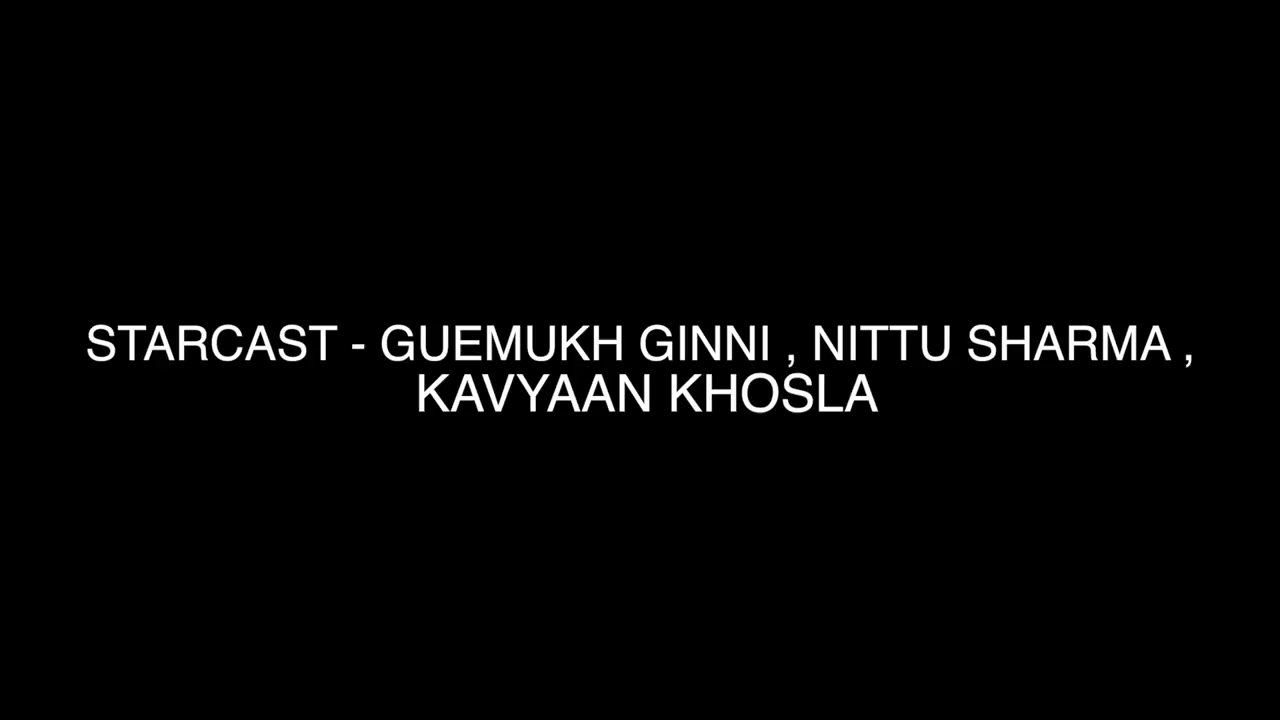 STARCAST - GUEMUKH GINNI , NITTU SHARMA ,
KAVYAAN KHOSLA